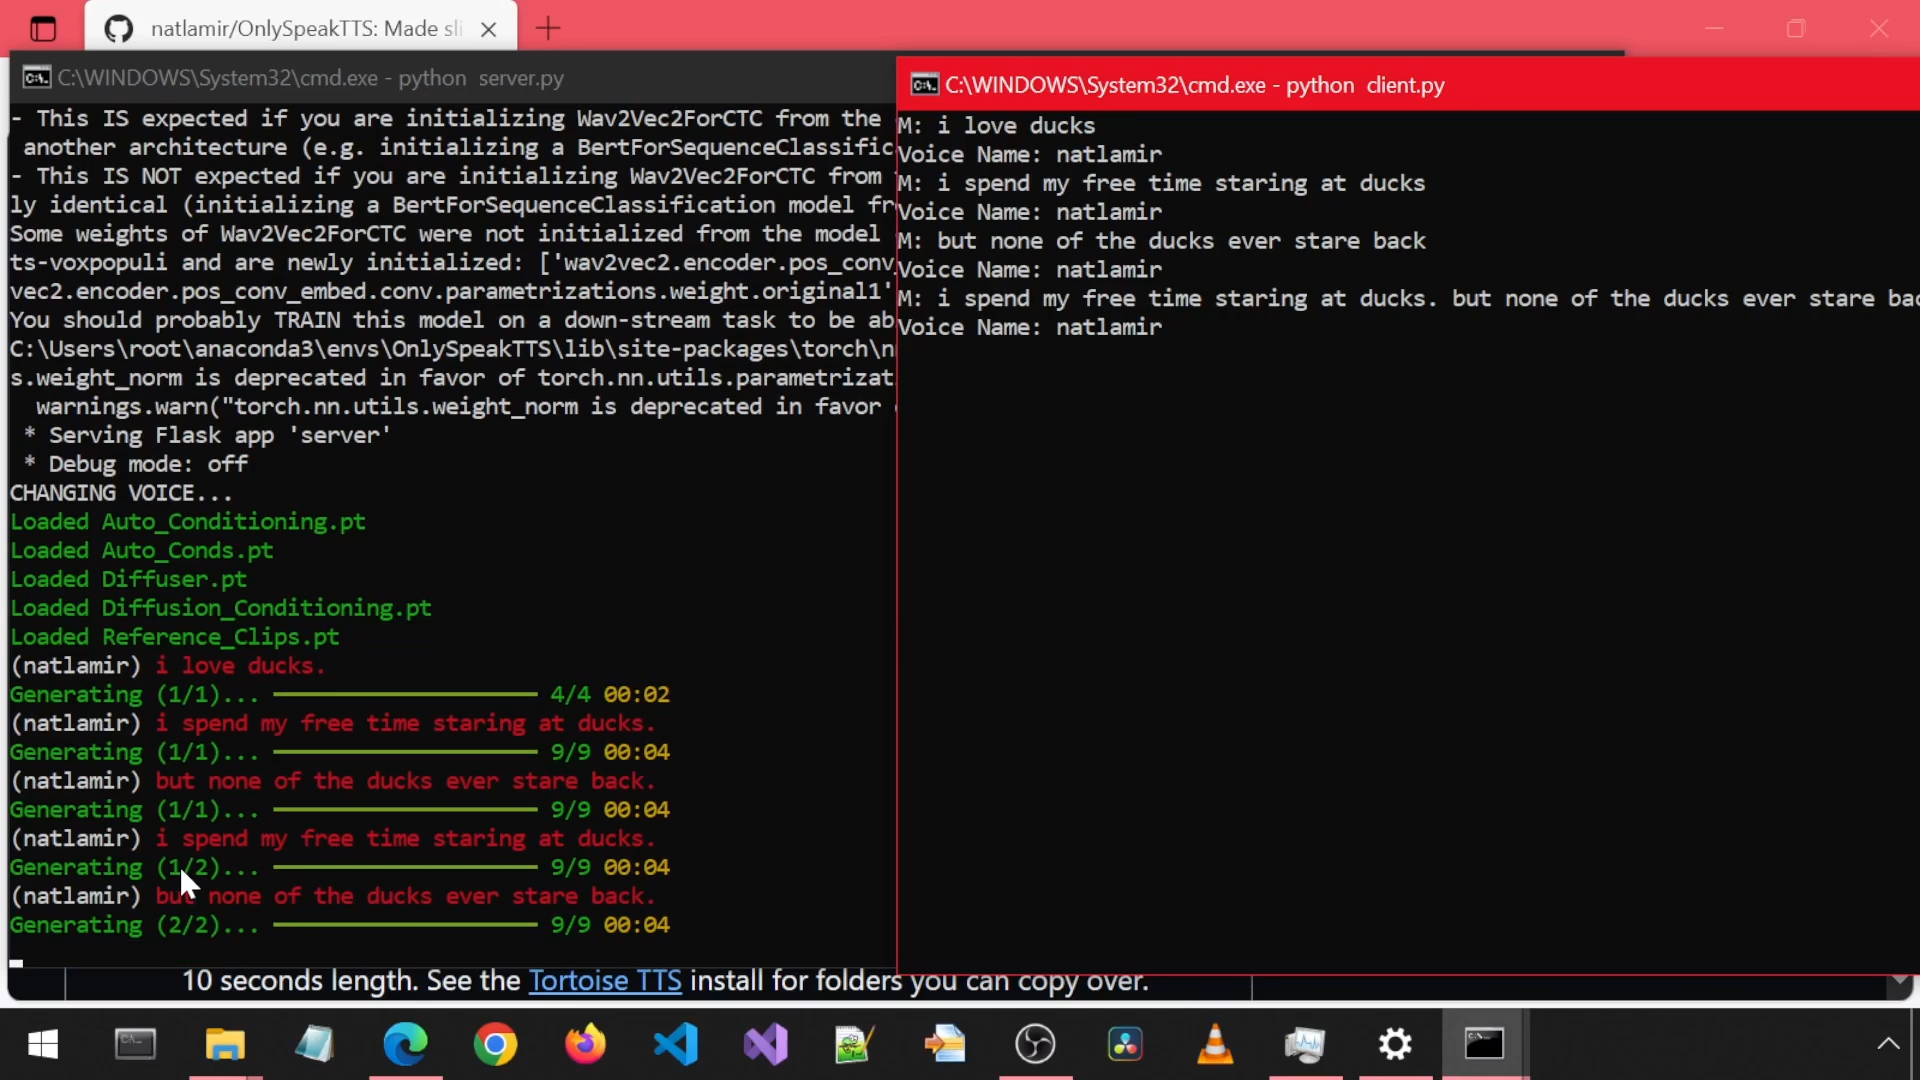 natlamir/OnlySpeakTTS: Made sli
C:\WINDOWS\System32\cmd.exe - python  server.py
- This IS expected if you are initializing Wav2Vec2ForCTC from the
 another architecture (e.g. initializing a BertForSequenceClassific
- This IS NOT expected if you are initializing Wav2Vec2ForCTC from
ly identical (initializing a BertForSequenceClassification model fr
Some weights of Wav2Vec2ForCTC were not initialized from the model
ts-voxpopuli and are newly initialized: ['wav2vec2.encoder.pos_conv_
vec2.encoder.pos_conv_embed.conv.parametrizations.weight.original1'
You should probably TRAIN this model on a down-stream task to be ab
C:\Users\root\anaconda3\envs\OnlySpeakTTS\lib\site-packages\torch\n
s.weight_norm is deprecated in favor of torch.nn.utils.parametrizat
  warnings.warn("torch.nn.utils.weight_norm is deprecated in favor
 * Serving Flask app 'server'
 * Debug mode: off
CHANGING VOICE...
Loaded Auto_Conditioning.pt
Loaded Auto_Conds.pt
Loaded Diffuser.pt
Loaded Diffusion_Conditioning.pt
Loaded Reference_Clips.pt
(natlamir) i love ducks.
Generating (1/1)... 4/4 00:02
(natlamir) i spend my free time staring at ducks.
Generating (1/1)... 9/9 00:04
(natlamir) but none of the ducks ever stare back.
Generating (1/1)... 9/9 00:04
(natlamir) i spend my free time staring at ducks.
Generating (1/2)... 9/9 00:04
(natlamir) but none of the ducks ever stare back.
Generating (2/2)... 9/9 00:04
C:\WINDOWS\System32\cmd.exe - python  client.py
M: i love ducks
Voice Name: natlamir
M: i spend my free time staring at ducks
Voice Name: natlamir
M: but none of the ducks ever stare back
Voice Name: natlamir
M: i spend my free time staring at ducks. but none of the ducks ever stare bac
Voice Name: natlamir
10 seconds length. See the Tortoise TTS install for folders you can copy over.